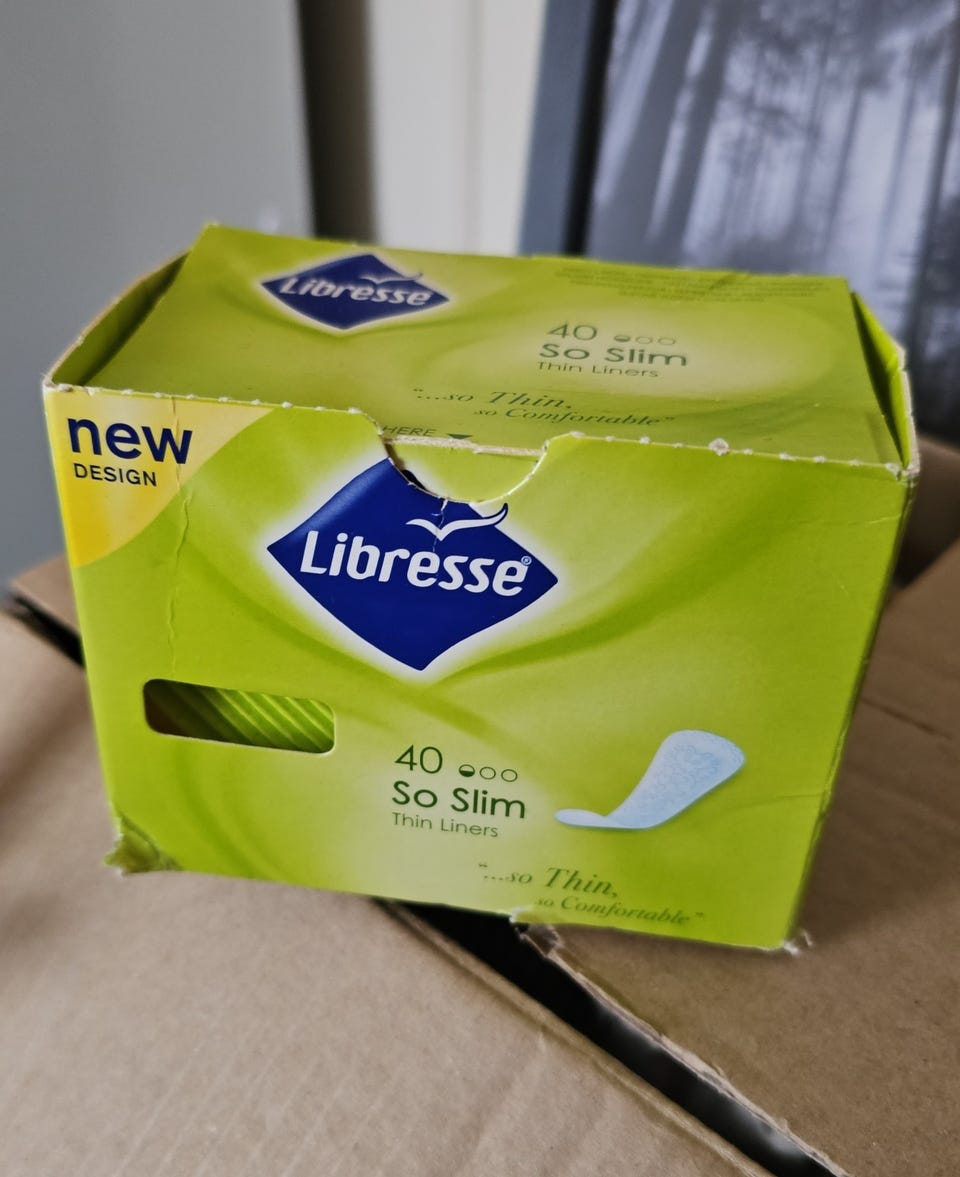 Libresse
40
So Slim
Thin Liners
"...so Thin,
so Comfortable"
HERE
new
DESIGN
Libresse®
40
So Slim
Thin Liners
"...so Thin,
so Comfortable"